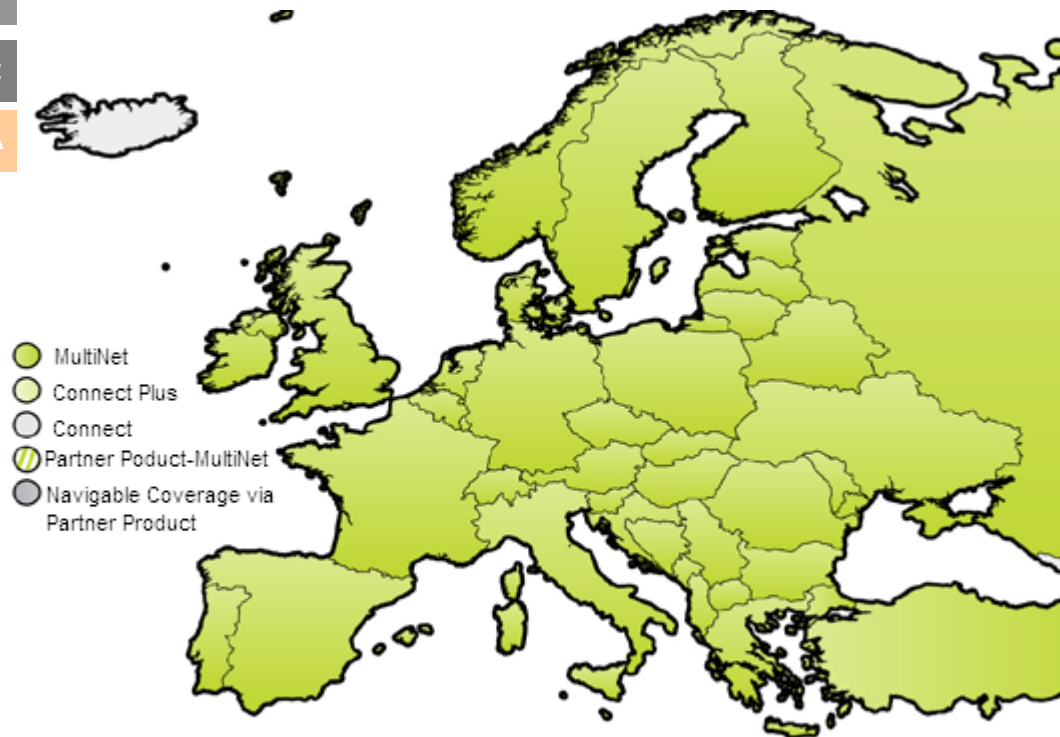 MultiNet
Connect Plus
Connect
Partner Poduct-MultiNet
Navigable Coverage via
Partner Product